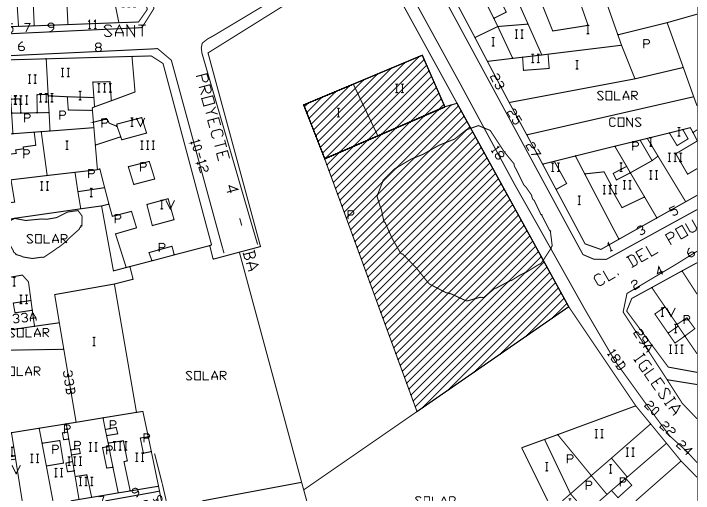 7 9 11
SANT
6 8
II II
III III I III
P P P IV
I III
P
10-12
PROYECTE 4 - BA
II P I
P IV P
SOLAR
I
II
33A
SOLAR
SOLAR
33B
I
SOLAR
P P P
II P P II III II
II III III
V
9
I II
P
18
I II I
II I
P
23
SOLAR
25
CONS
27
II I III II I P I III II
1 3 5
CL. DEL POU
2 4 6
IV P I III
29A
18D
IGLESIA
20 22 24
II II
I P I P
I
SOLAR